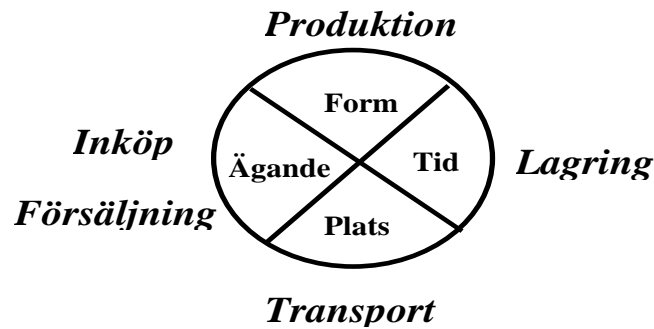 Produktion
Form
Inköp
Ägande
Tid
Lagring
Försäljning
Plats
Transport